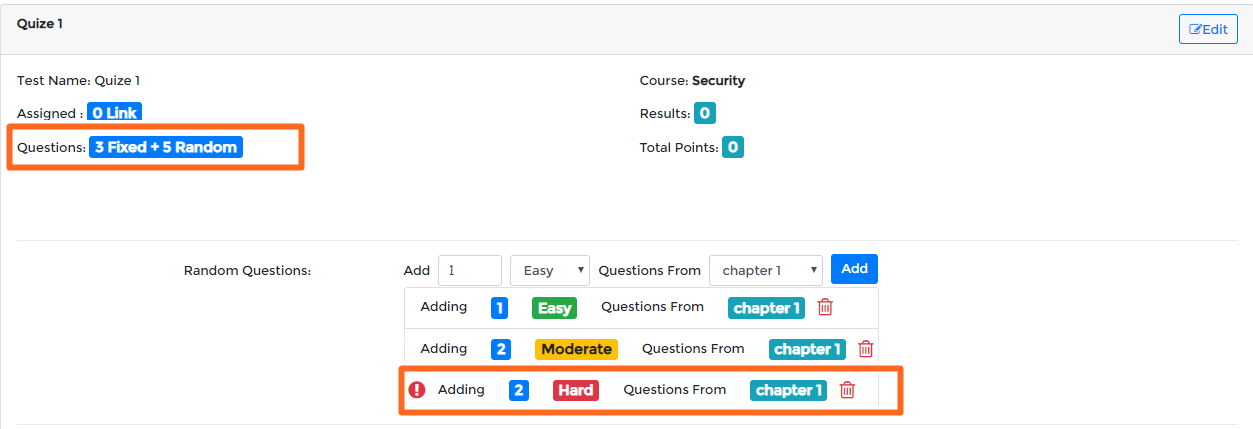 Quize 1
Edit
Test Name: Quize 1
Course: Security
Assigned : 0 Link
Results: 0
Questions: 3 Fixed + 5 Random
Total Points: 0
Random Questions: Add 1 Easy Questions From chapter 1 Add
Adding 1 Easy Questions From chapter 1
Adding 2 Moderate Questions From chapter 1
Adding 2 Hard Questions From chapter 1